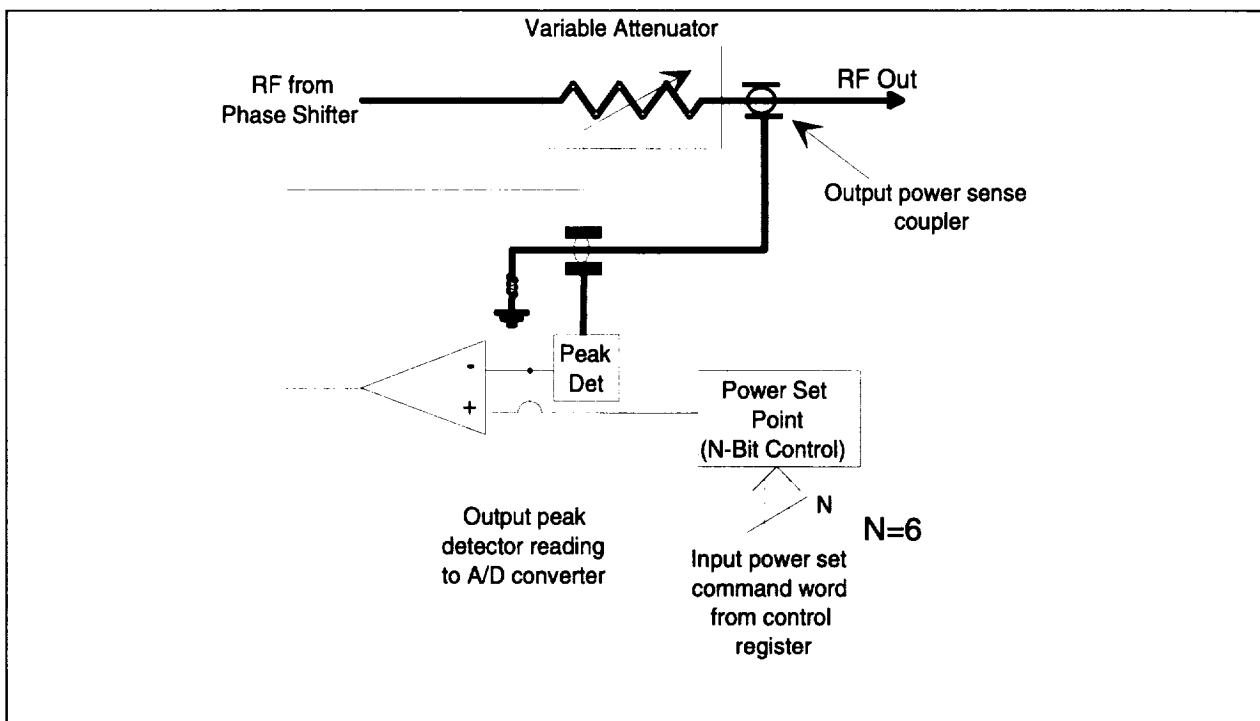 Variable Attenuator
RF from
Phase Shifter
RF Out
Output power sense
coupler
Peak
Det
-
+
Power Set
Point
(N-Bit Control)
N
N=6
Output peak
detector reading
to A/D converter
Input power set
command word
from control
register